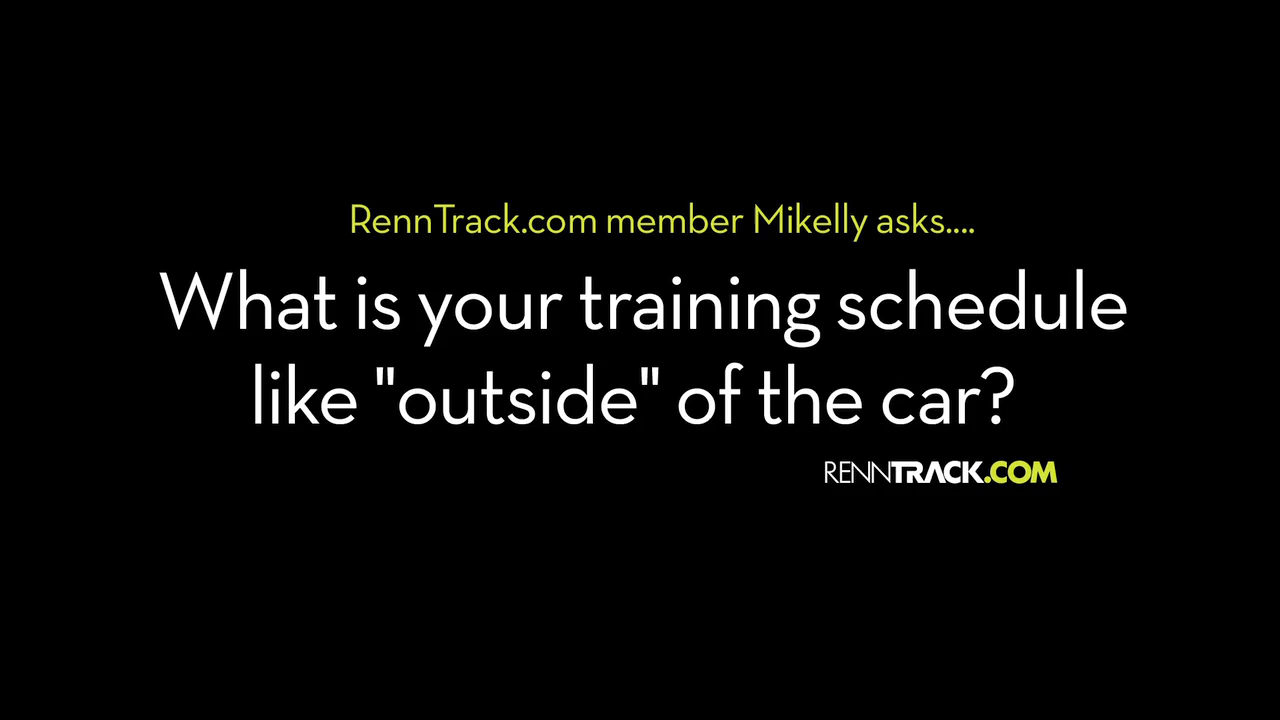 RennTrack.com member Mikelly asks....
What is your training schedule
like "outside" of the car?
RENNTRACK.COM